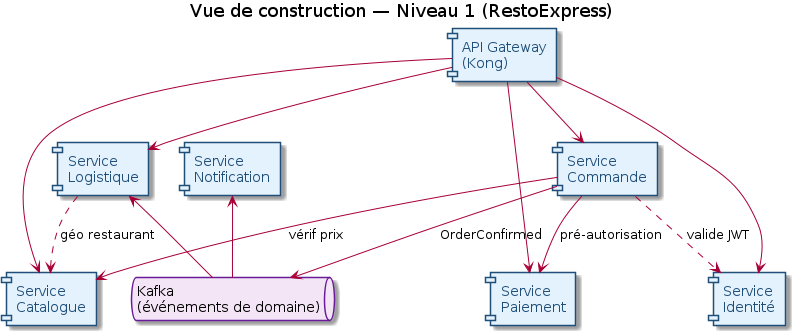 Vue de construction — Niveau 1 (RestoExpress)
API Gateway
(Kong)
Service
Logistique
Service
Notification
Service
Commande
géo restaurant
vérif prix
OrderConfirmed
pré-autorisation
valide JWT
Service
Catalogue
Kafka
(événements de domaine)
Service
Paiement
Service
Identité